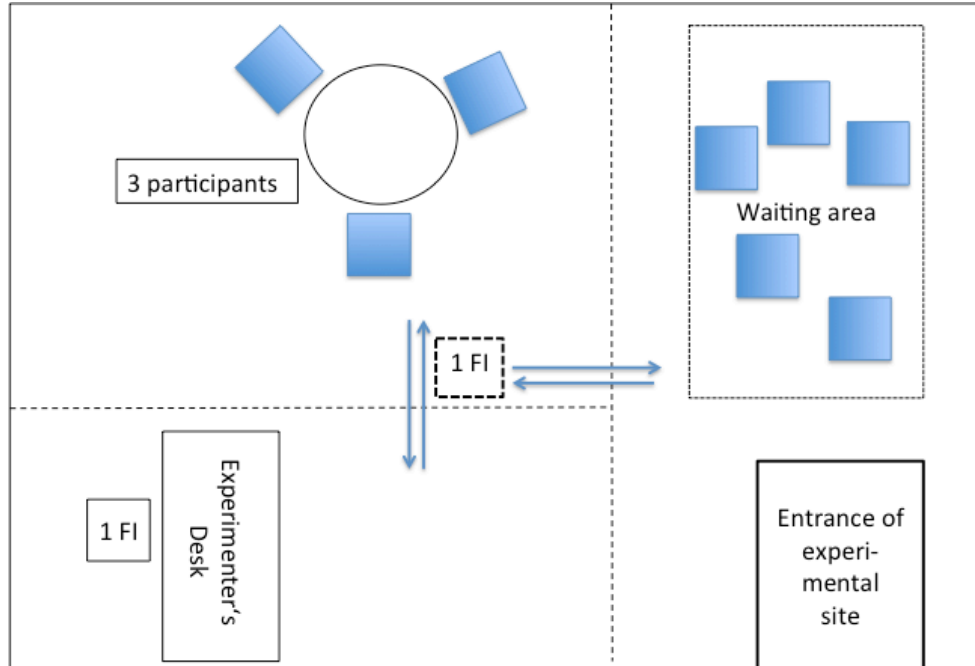 3 participants
Waiting area
1 FI
1 FI
Experimenter‘s
Desk
Entrance of
experi-
mental
site